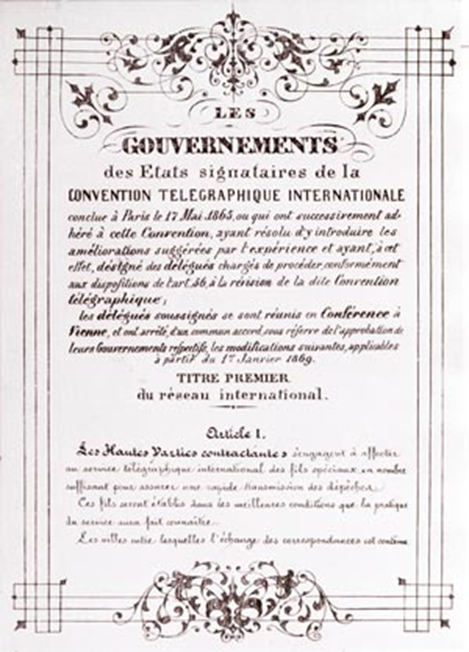 LES
GOUVERNEMENTS
des Etats signataires de la
CONVENTION TELEGRAPHIQUE INTERNATIONALE
conclue à Paris le 17 Mai 1865, ou qui ont successivement ad-
héré à cette Convention, ayant résolu d'y introduire les
améliorations suggérées par l'expérience et ayant, à cet
effet, désigné des délégués chargés de procéder, conformément
aux dispositions de l'art. 56, à la révision de la dite Convention
télégraphique;
les délégués soussignés se sont réunis en Conférence à
Vienne, et ont arrêté, d'un commun accord, sous réserve de l'approbation de
leurs Gouvernements respectifs, les modifications suivantes, applicables
à partir du 1er Janvier 1869.
TITRE PREMIER.
du réseau international.
Article 1.
Les Hautes Parties contractantes s'engagent à affecter
au service télégraphique international des fils spéciaux, en nombre
suffisant pour assurer une rapide transmission des dépêches.
Ces fils seront établis dans les meilleures conditions que la pratique
du service aura fait connaître.
Les villes entre lesquelles l'échange des correspondances est continu